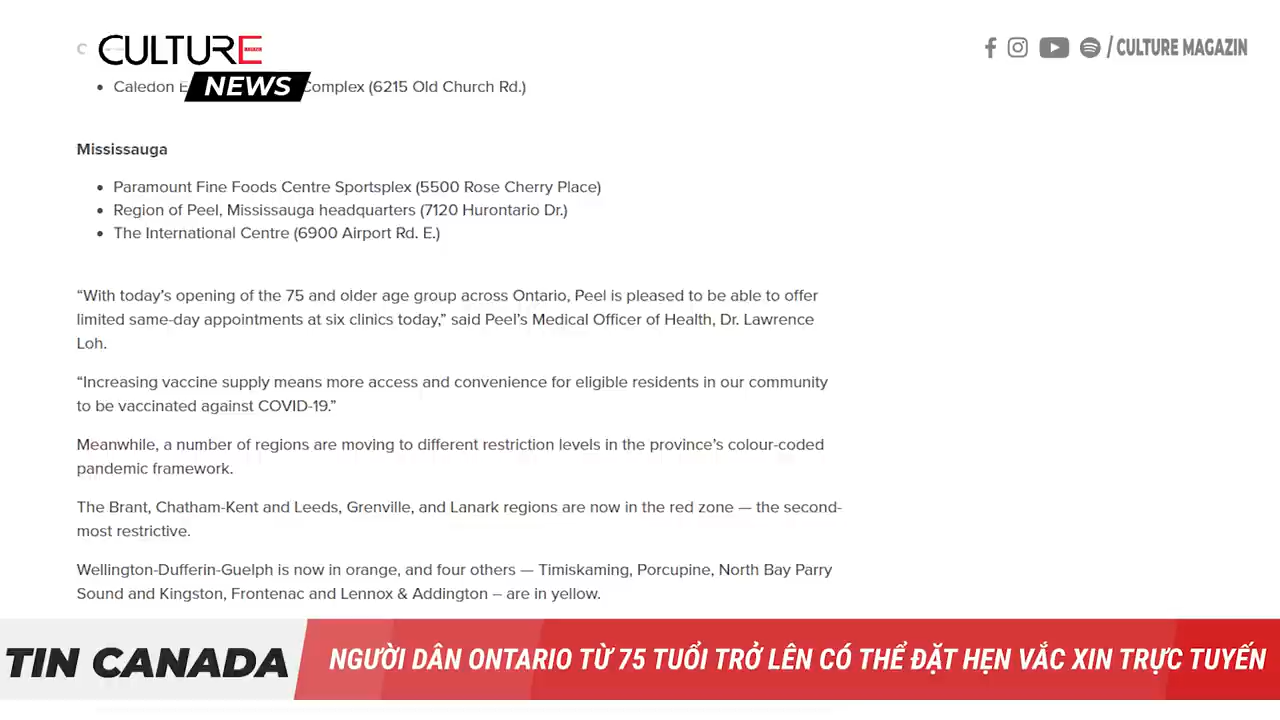 CULTURE
NEWS
/ CULTURE MAGAZIN
C
• Caledon E Complex (6215 Old Church Rd.)
Mississauga
• Paramount Fine Foods Centre Sportsplex (5500 Rose Cherry Place)
• Region of Peel, Mississauga headquarters (7120 Hurontario Dr.)
• The International Centre (6900 Airport Rd. E.)
“With today’s opening of the 75 and older age group across Ontario, Peel is pleased to be able to offer
limited same-day appointments at six clinics today,” said Peel’s Medical Officer of Health, Dr. Lawrence
Loh.
“Increasing vaccine supply means more access and convenience for eligible residents in our community
to be vaccinated against COVID-19.”
Meanwhile, a number of regions are moving to different restriction levels in the province’s colour-coded
pandemic framework.
The Brant, Chatham-Kent and Leeds, Grenville, and Lanark regions are now in the red zone — the second-
most restrictive.
Wellington-Dufferin-Guelph is now in orange, and four others — Timiskaming, Porcupine, North Bay Parry
Sound and Kingston, Frontenac and Lennox & Addington – are in yellow.
TIN CANADA
NGƯỜI DÂN ONTARIO TỪ 75 TUỔI TRỞ LÊN CÓ THỂ ĐẶT HẸN VẮC XIN TRỰC TUYẾN